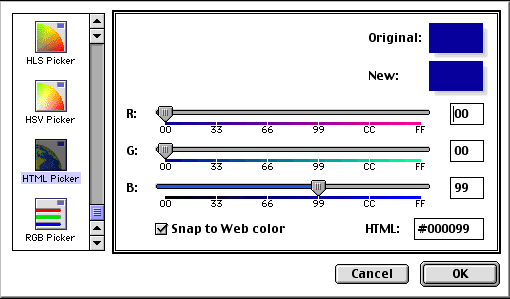 HLS Picker
HSV Picker
HTML Picker
RGB Picker
Original:
New:
R: 00
00 33 66 99 CC FF
G: 00
00 33 66 99 CC FF
B: 99
00 33 66 99 CC FF
Snap to Web color HTML: #000099
Cancel OK